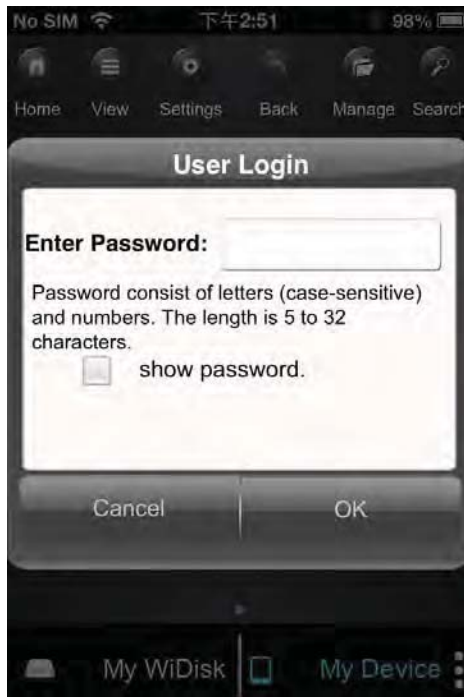 No SIM 下午2:51 98%
Home View Settings Back Manage Search
User Login
Enter Password:
Password consist of letters (case-sensitive)
and numbers. The length is 5 to 32
characters.
show password.
Cancel OK
My WiDisk My Device